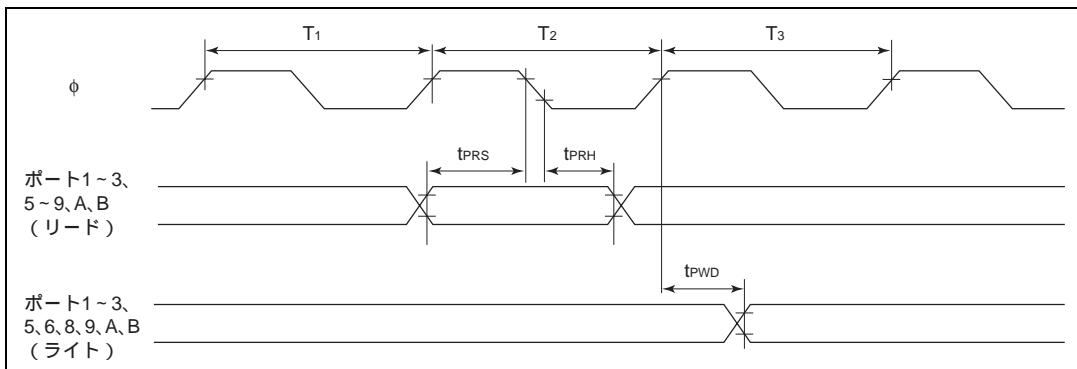 T1 T2 T3
φ
tPRS tPRH
ポート1~3、
5~9、A、B
(リード)
tPWD
ポート1~3、
5、6、8、9、A、B
(ライト)